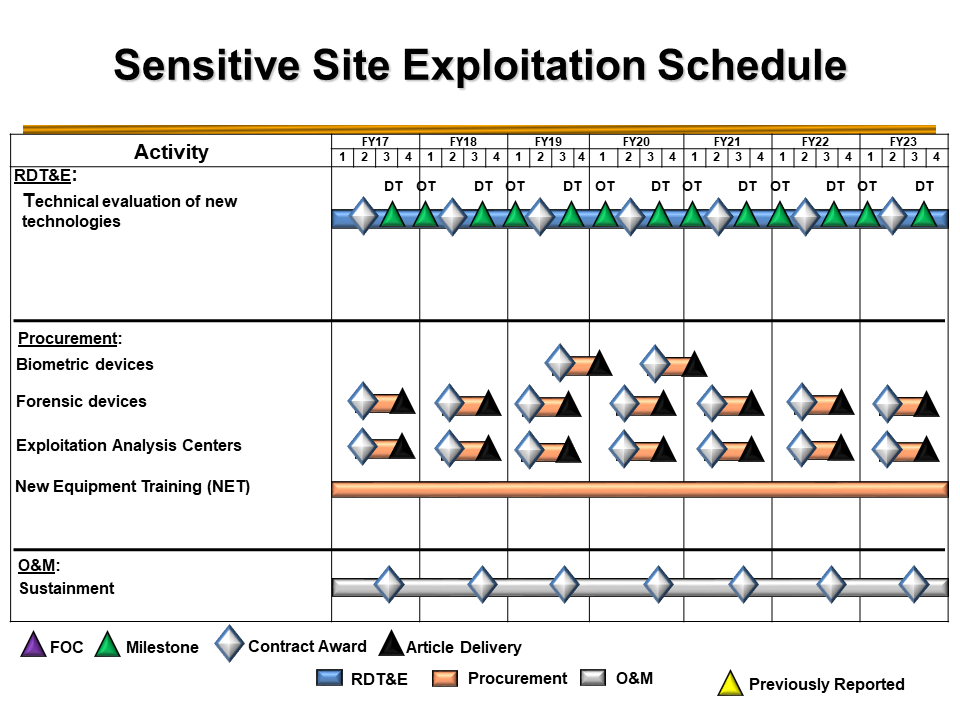 Sensitive Site Exploitation Schedule
Activity
FY17 FY18 FY19 FY20 FY21 FY22 FY23
1 2 3 4 1 2 3 4 1 2 3 4 1 2 3 4 1 2 3 4 1 2 3 4 1 2 3 4
RDT&E:
DT OT DT OT DT OT DT OT DT OT DT OT DT
Technical evaluation of new
technologies
Procurement:
Biometric devices
Forensic devices
Exploitation Analysis Centers
New Equipment Training (NET)
O&M:
Sustainment
FOC Milestone Contract Award Article Delivery
RDT&E Procurement O&M
Previously Reported